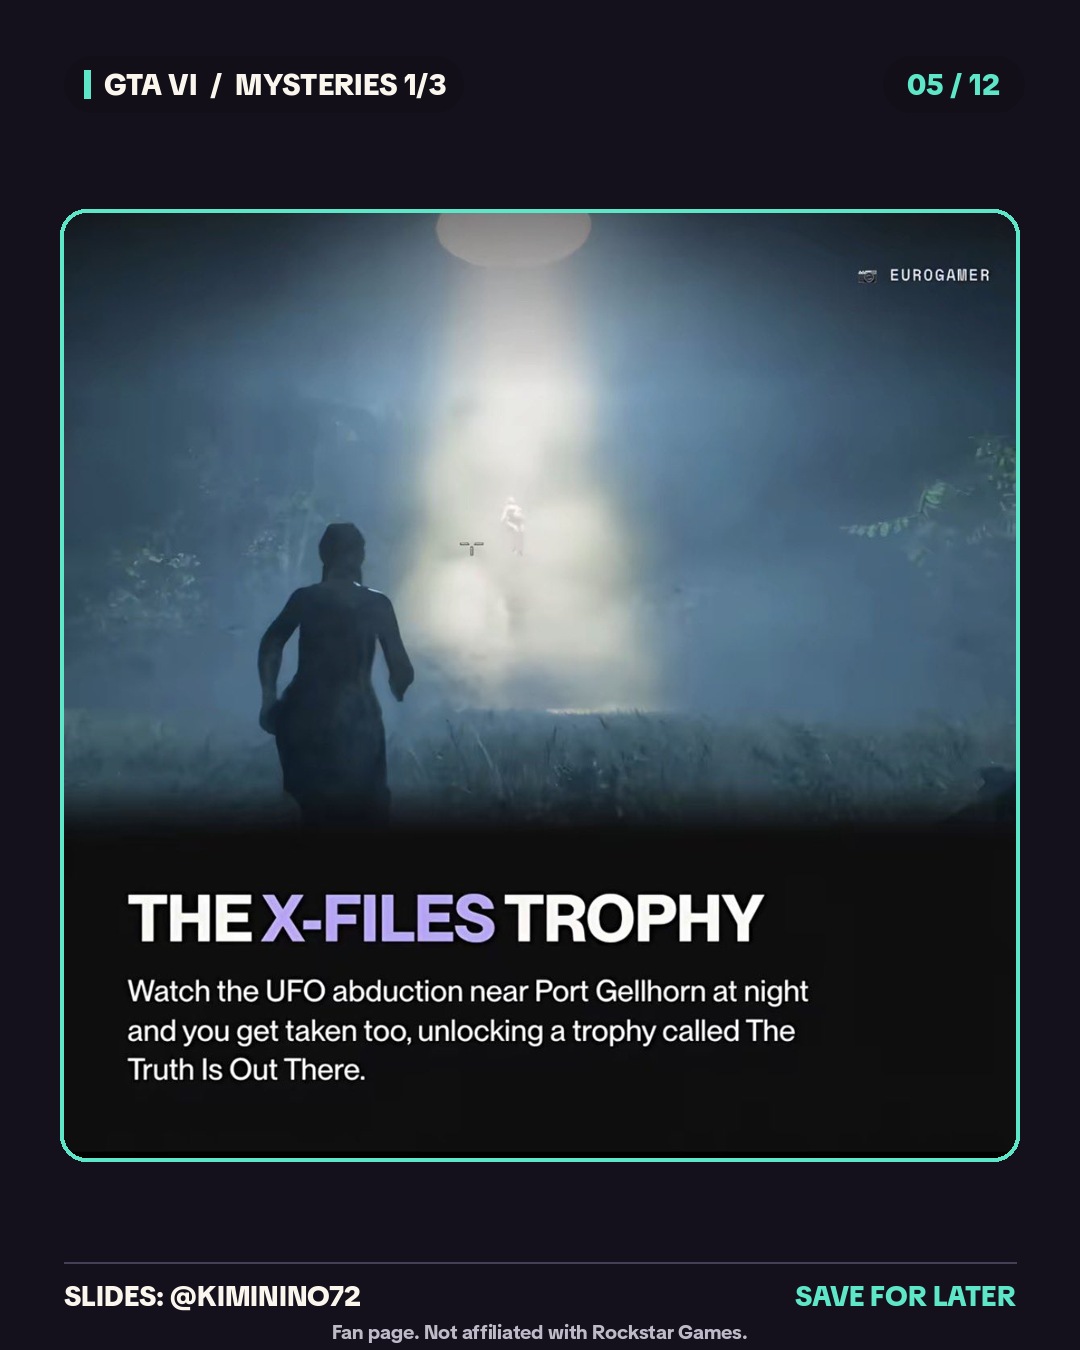 GTA VI / MYSTERIES 1/3
05 / 12
EUROGAMER
THE X-FILES TROPHY
Watch the UFO abduction near Port Gellhorn at night
and you get taken too, unlocking a trophy called The
Truth Is Out There.
SLIDES: @KIMININO72
SAVE FOR LATER
Fan page. Not affiliated with Rockstar Games.